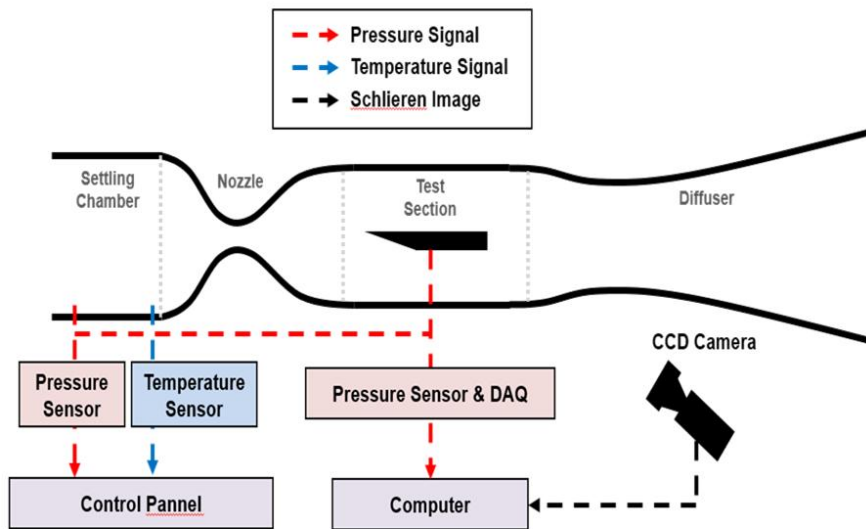 Pressure Signal
Temperature Signal
Schlieren Image
Settling
Chamber
Nozzle
Test
Section
Diffuser
CCD Camera
Pressure
Sensor
Temperature
Sensor
Pressure Sensor & DAQ
Control Pannel
Computer